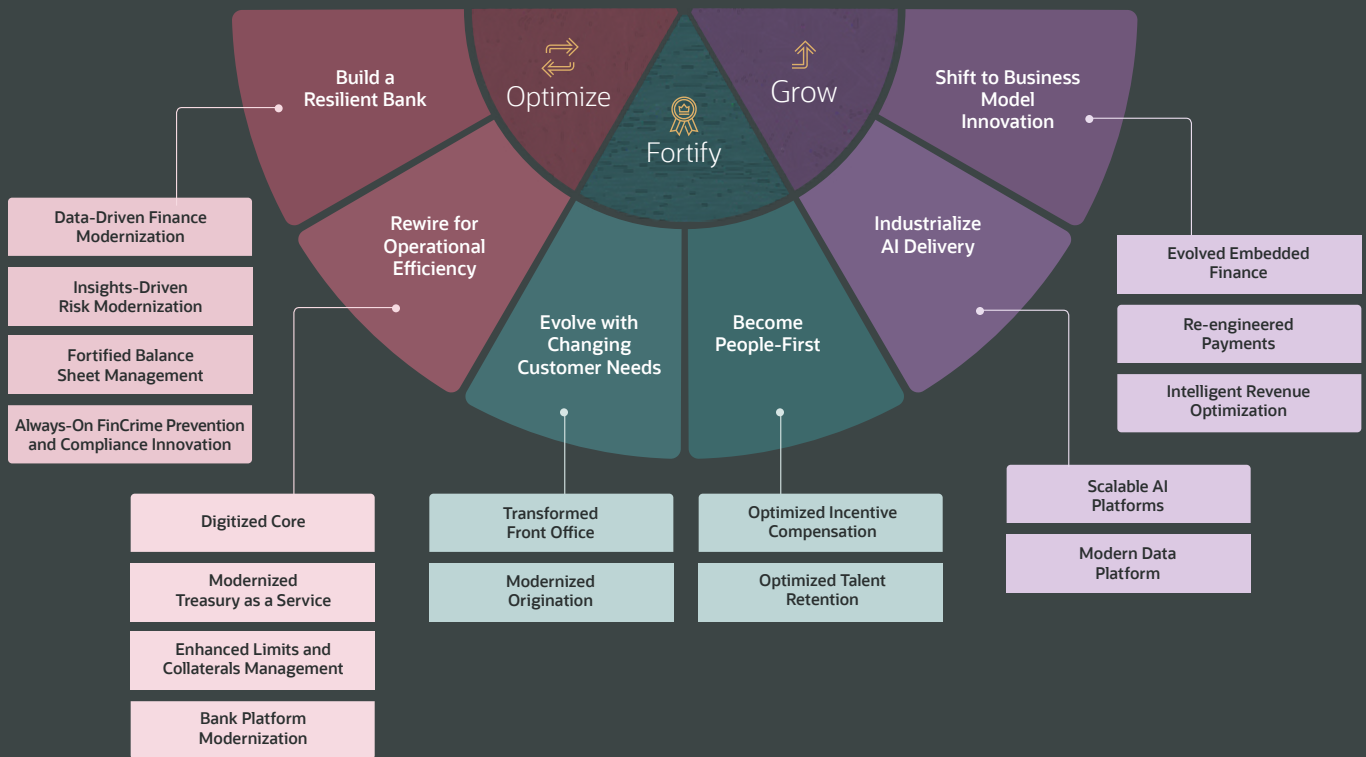 Optimize
Fortify
Grow
Build a
Resilient Bank
Data-Driven Finance
Modernization
Insights-Driven
Risk Modernization
Fortified Balance
Sheet Management
Always-On FinCrime Prevention
and Compliance Innovation
Rewire for
Operational
Efficiency
Digitized Core
Modernized
Treasury as a Service
Enhanced Limits and
Collaterals Management
Bank Platform
Modernization
Evolve with
Changing
Customer Needs
Transformed
Front Office
Modernized
Origination
Become
People-First
Optimized Incentive
Compensation
Optimized Talent
Retention
Industrialize
AI Delivery
Scalable AI
Platforms
Modern Data
Platform
Shift to Business
Model
Innovation
Evolved Embedded
Finance
Re-engineered
Payments
Intelligent Revenue
Optimization